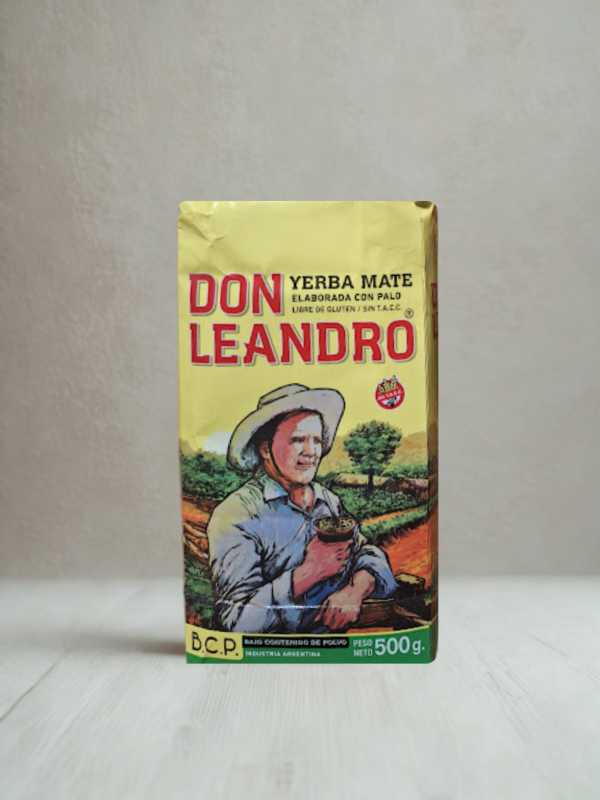 DON
YERBA MATE
ELABORADA CON PALO
LIBRE DE GLUTEN / SIN T.A.C.C.
LEANDRO®
SIN T.A.C.C.
B.C.P.
BAJO CONTENIDO DE POLVO
INDUSTRIA ARGENTINA
PESO
NETO
500g.